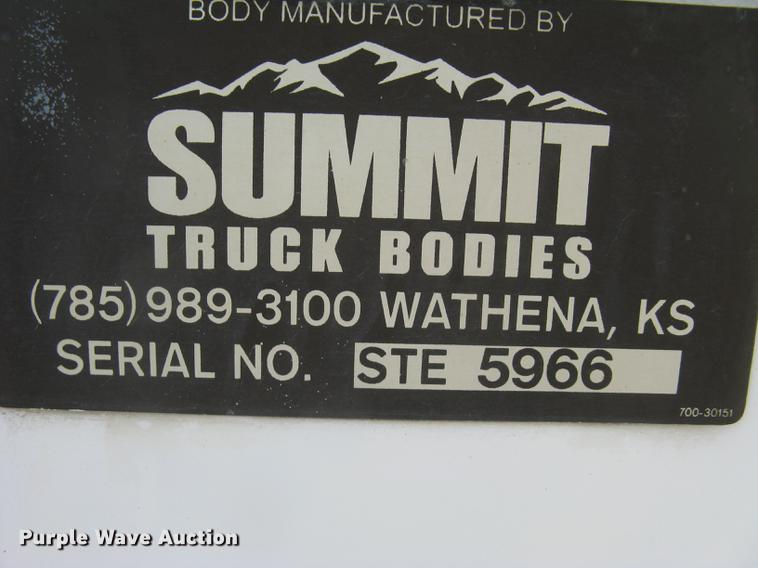 BODY MANUFACTURED BY
SUMMIT
TRUCK BODIES
(785) 989-3100 WATHENA, KS
SERIAL NO. STE 5966
700-30151
Purple Wave Auction